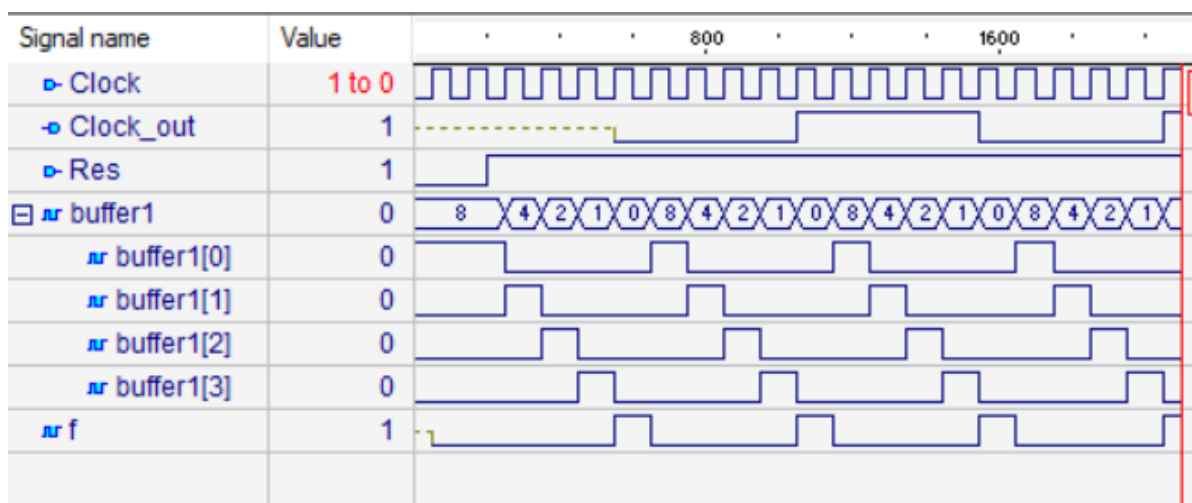 Signal name Value 800 1600
Clock 1 to 0
Clock_out 1
Res 1
buffer1 0 8 4 2 1 0 8 4 2 1 0 8 4 2 1 0 8 4 2 1
buffer1[0] 0
buffer1[1] 0
buffer1[2] 0
buffer1[3] 0
f 1